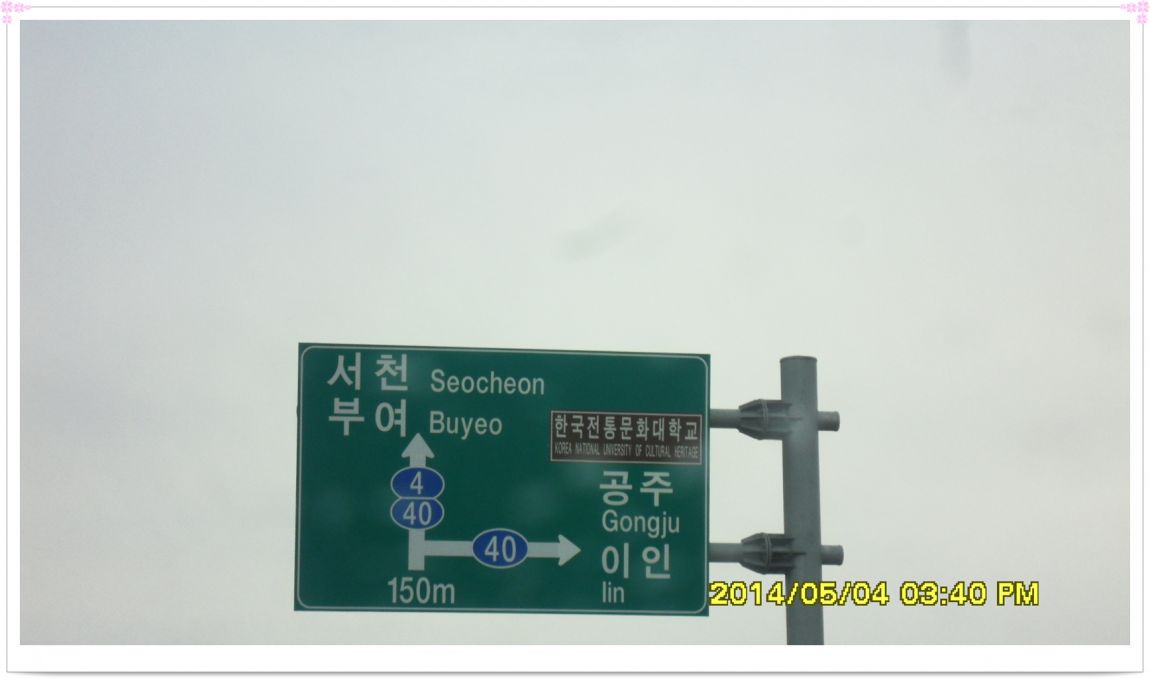 서천 Seocheon
부여 Buyeo
한국전통문화대학교
KOREA NATIONAL UNIVERSITY OF CULTURAL HERITAGE
4
40
40
150m
공주
Gongju
이인
Iin
2014/05/04 03:40 PM